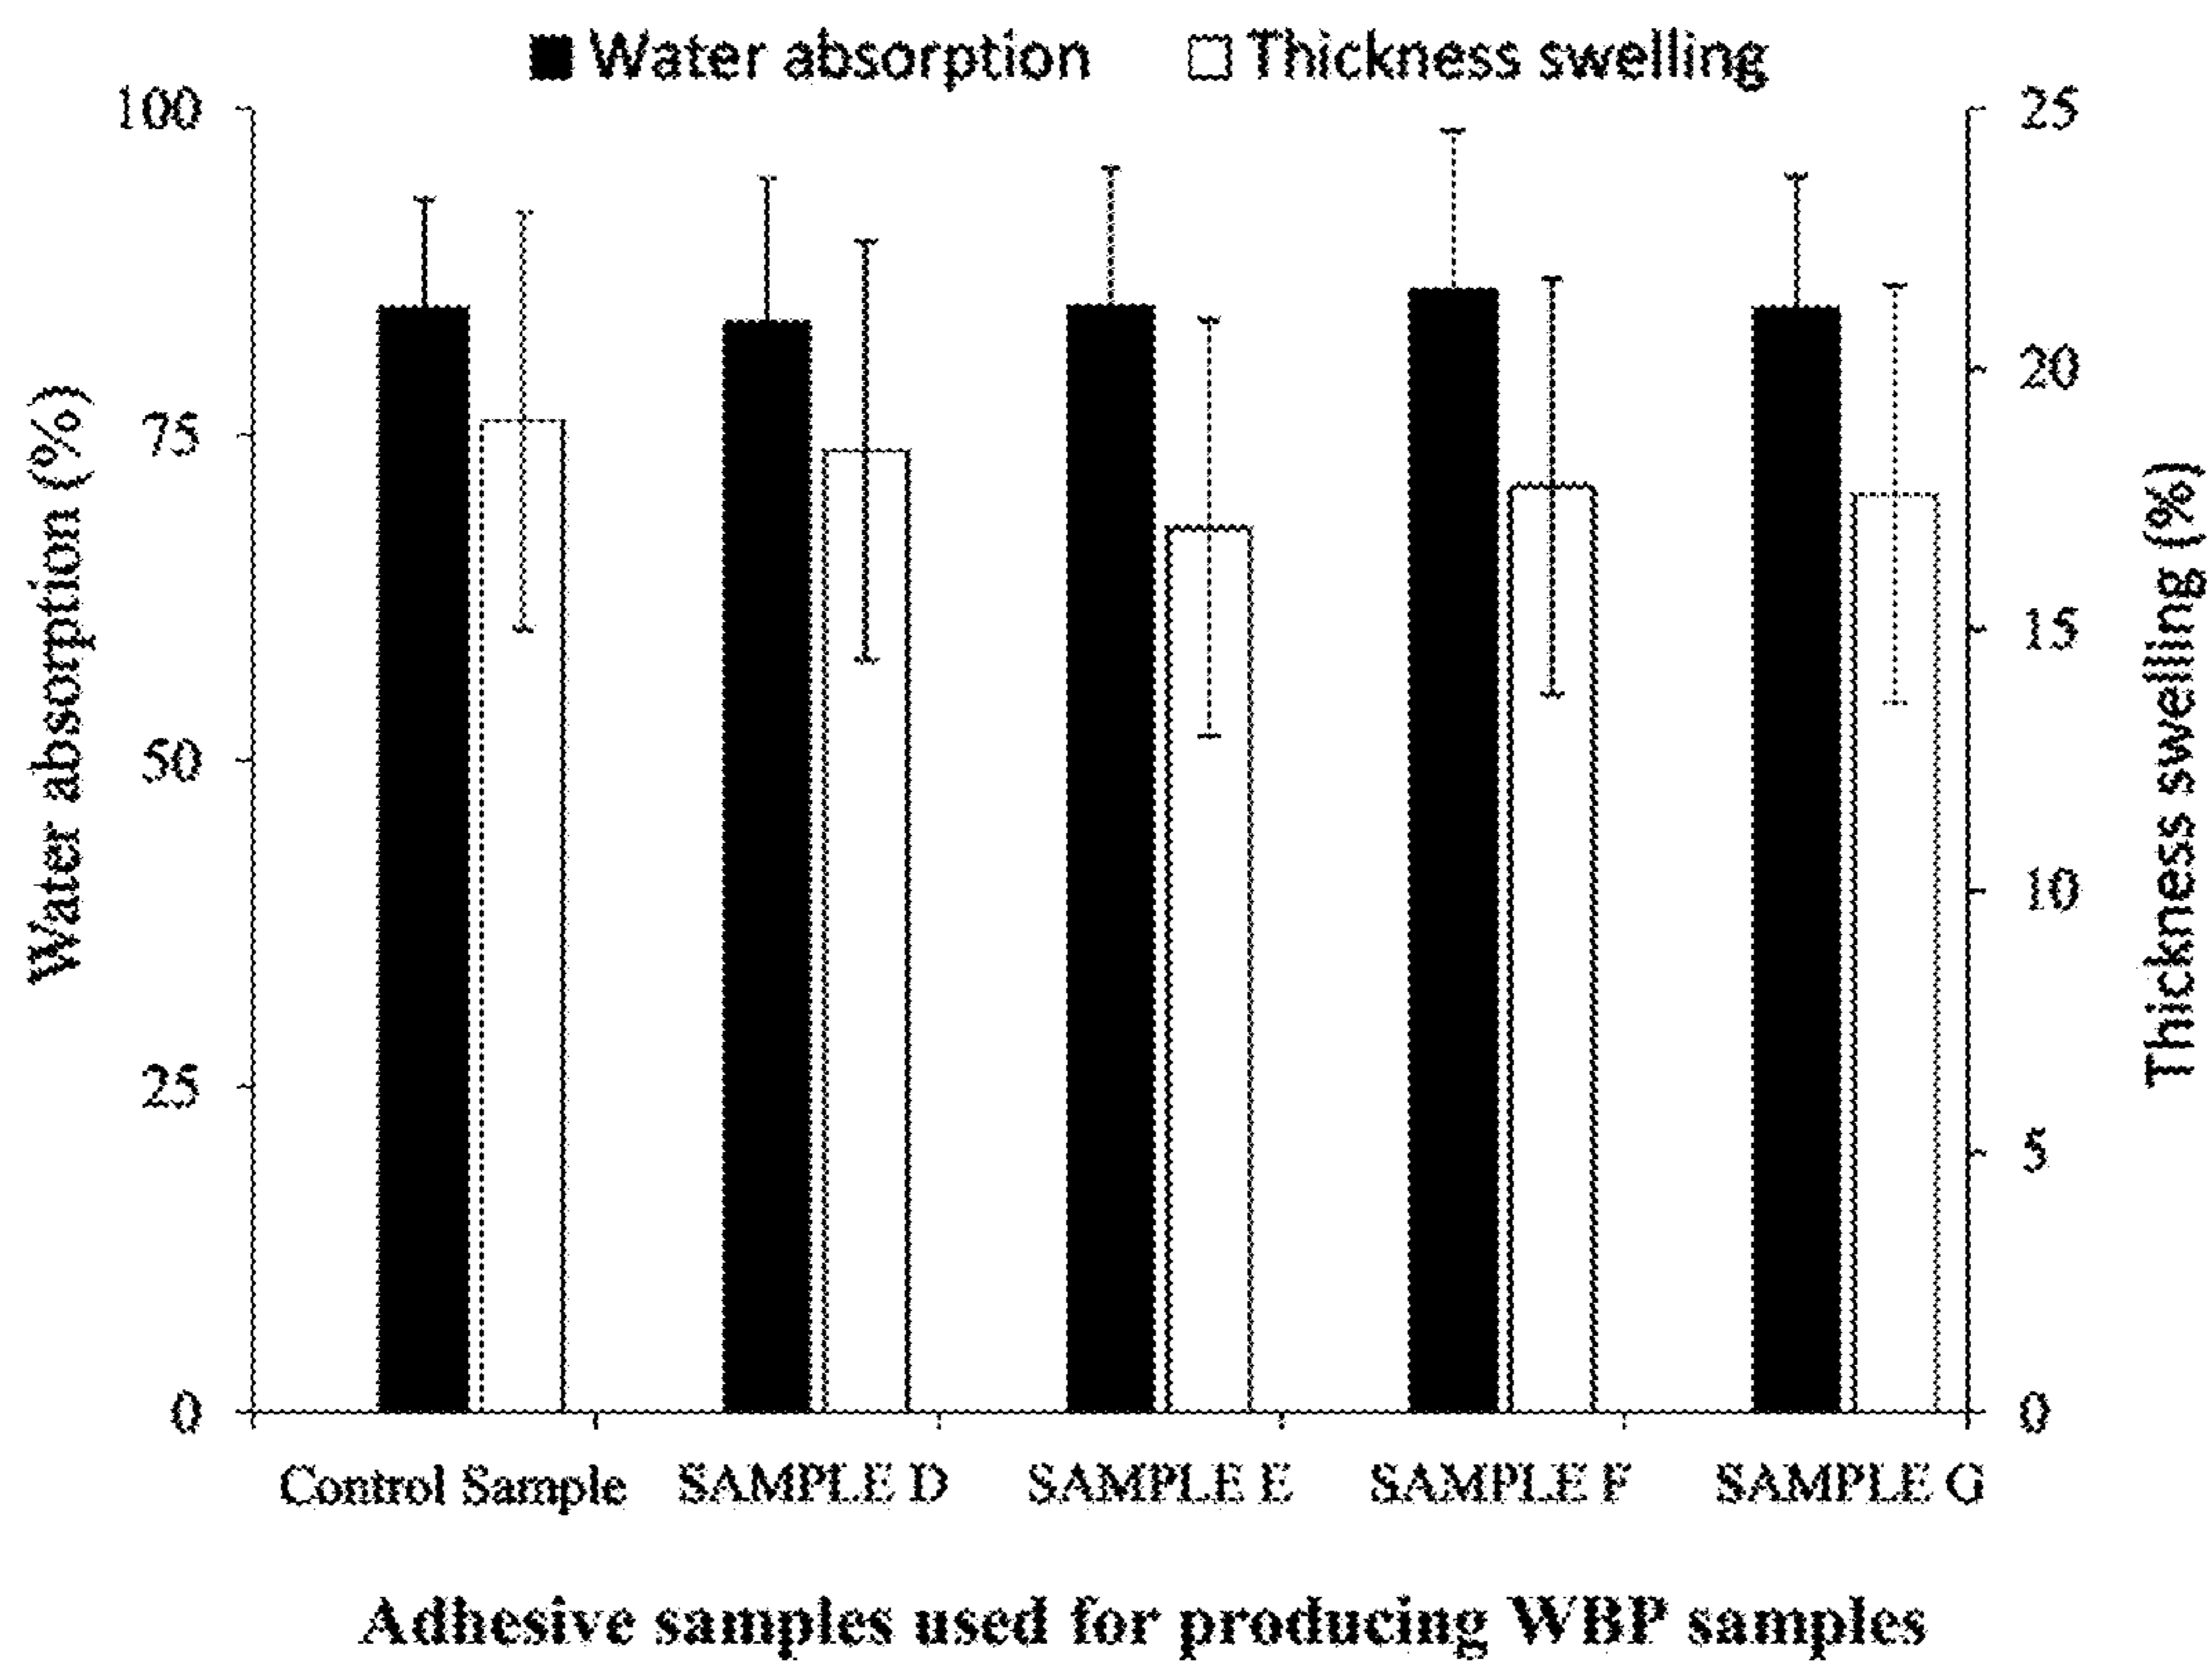 Water absorption Thickness swelling
100
75
50
25
0
Water absorption (%)
25
20
15
10
5
0
Thickness swelling (%)
Control Sample SAMPLE D SAMPLE E SAMPLE F SAMPLE G
Adhesive samples used for producing WBP samples